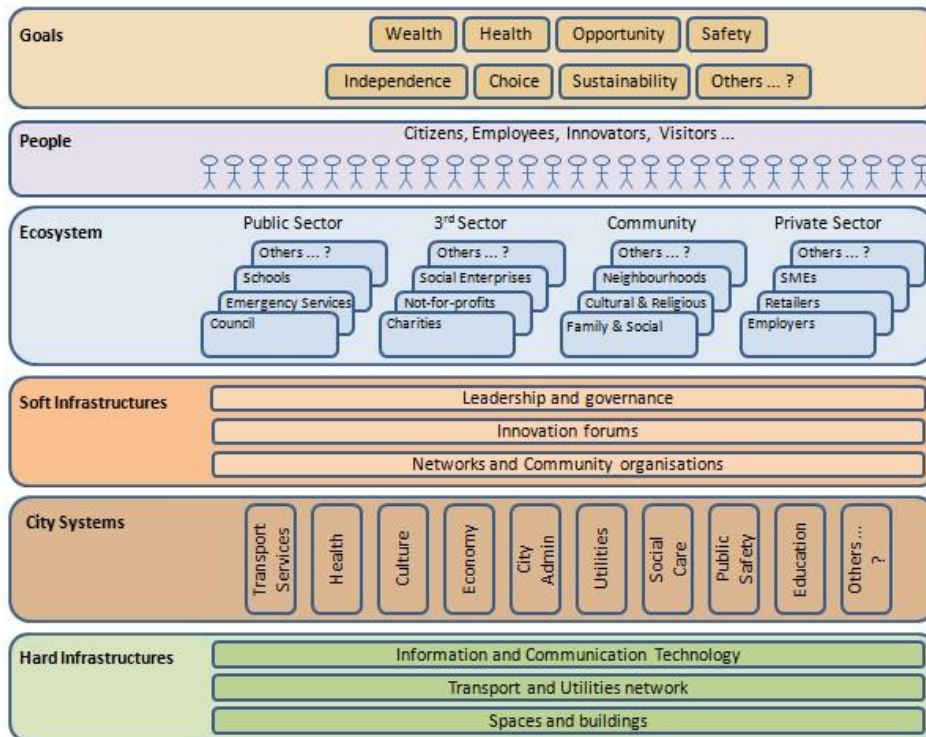 Goals
Wealth Health Opportunity Safety
Independence Choice Sustainability Others ... ?
People
Citizens, Employees, Innovators, Visitors ...
Ecosystem
Public Sector 3rd Sector Community Private Sector
Others ... ? Others ... ? Others ... ? Others ... ?
Schools Social Enterprises Neighbourhoods SMEs
Emergency Services Not-for-profits Cultural & Religious Retailers
Council Charities Family & Social Employers
Soft Infrastructures
Leadership and governance
Innovation forums
Networks and Community organisations
City Systems
Transport Services
Health
Culture
Economy
City Admin
Utilities
Social Care
Public Safety
Education
Others ... ?
Hard Infrastructures
Information and Communication Technology
Transport and Utilities network
Spaces and buildings